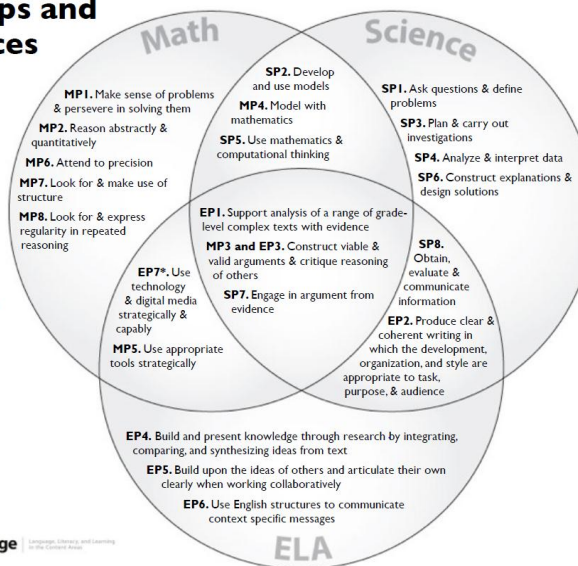 ps and
ces
Math
Science
MP1. Make sense of problems
& persevere in solving them
MP2. Reason abstractly &
quantitatively
MP6. Attend to precision
MP7. Look for & make use of
structure
MP8. Look for & express
regularity in repeated
reasoning
SP2. Develop
and use models
MP4. Model with
mathematics
SP5. Use mathematics &
computational thinking
SP1. Ask questions & define
problems
SP3. Plan & carry out
investigations
SP4. Analyze & interpret data
SP6. Construct explanations &
design solutions
EP1. Support analysis of a range of grade-
level complex texts with evidence
MP3 and EP3. Construct viable &
valid arguments & critique reasoning
of others
SP7. Engage in argument from
evidence
EP7*. Use
technology
& digital media
strategically &
capably
MP5. Use appropriate
tools strategically
SP8.
Obtain,
evaluate &
communicate
information
EP2. Produce clear &
coherent writing in
which the development,
organization, and style are
appropriate to task,
purpose, & audience
EP4. Build and present knowledge through research by integrating,
comparing, and synthesizing ideas from text
EP5. Build upon the ideas of others and articulate their own
clearly when working collaboratively
EP6. Use English structures to communicate
context specific messages
ELA
ge
Language, Literacy, and Learning
in the Content Areas